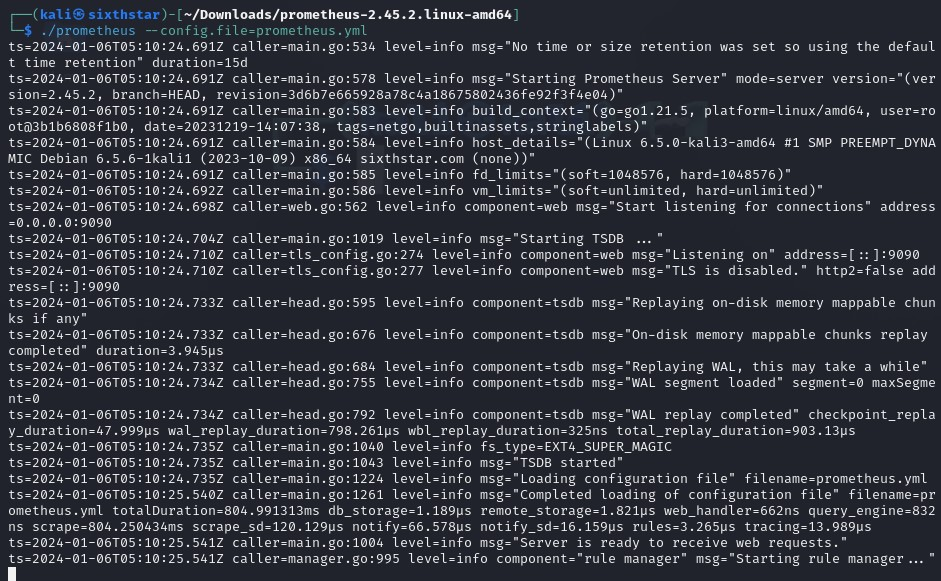 ┌──(kali㉿sixthstar)-[~/Downloads/prometheus-2.45.2.linux-amd64]
└─$ ./prometheus --config.file=prometheus.yml
ts=2024-01-06T05:10:24.691Z caller=main.go:534 level=info msg="No time or size retention was set so using the defaul
t time retention" duration=15d
ts=2024-01-06T05:10:24.691Z caller=main.go:578 level=info msg="Starting Prometheus Server" mode=server version="(ver
sion=2.45.2, branch=HEAD, revision=3d6b7e665928a78c4a18675802436fe92f3f4e04)"
ts=2024-01-06T05:10:24.691Z caller=main.go:583 level=info build_context="(go=go1.21.5, platform=linux/amd64, user=ro
ot@3b1b6808f1b0, date=20231219-14:07:38, tags=netgo,builtinassets,stringlabels)"
ts=2024-01-06T05:10:24.691Z caller=main.go:584 level=info host_details="(Linux 6.5.0-kali3-amd64 #1 SMP PREEMPT_DYNA
MIC Debian 6.5.6-1kali1 (2023-10-09) x86_64 sixthstar.com (none))"
ts=2024-01-06T05:10:24.691Z caller=main.go:585 level=info fd_limits="(soft=1048576, hard=1048576)"
ts=2024-01-06T05:10:24.692Z caller=main.go:586 level=info vm_limits="(soft=unlimited, hard=unlimited)"
ts=2024-01-06T05:10:24.698Z caller=web.go:562 level=info component=web msg="Start listening for connections" address
=0.0.0.0:9090
ts=2024-01-06T05:10:24.704Z caller=main.go:1019 level=info msg="Starting TSDB ..."
ts=2024-01-06T05:10:24.710Z caller=tls_config.go:274 level=info component=web msg="Listening on" address=[::]:9090
ts=2024-01-06T05:10:24.710Z caller=tls_config.go:277 level=info component=web msg="TLS is disabled." http2=false add
ress=[::]:9090
ts=2024-01-06T05:10:24.733Z caller=head.go:595 level=info component=tsdb msg="Replaying on-disk memory mappable chun
ks if any"
ts=2024-01-06T05:10:24.733Z caller=head.go:676 level=info component=tsdb msg="On-disk memory mappable chunks replay 
completed" duration=3.945µs
ts=2024-01-06T05:10:24.733Z caller=head.go:684 level=info component=tsdb msg="Replaying WAL, this may take a while"
ts=2024-01-06T05:10:24.734Z caller=head.go:755 level=info component=tsdb msg="WAL segment loaded" segment=0 maxSegme
nt=0
ts=2024-01-06T05:10:24.734Z caller=head.go:792 level=info component=tsdb msg="WAL replay completed" checkpoint_repla
y_duration=47.999µs wal_replay_duration=798.261µs wbl_replay_duration=325ns total_replay_duration=903.13µs
ts=2024-01-06T05:10:24.735Z caller=main.go:1040 level=info fs_type=EXT4_SUPER_MAGIC
ts=2024-01-06T05:10:24.735Z caller=main.go:1043 level=info msg="TSDB started"
ts=2024-01-06T05:10:24.735Z caller=main.go:1224 level=info msg="Loading configuration file" filename=prometheus.yml
ts=2024-01-06T05:10:25.540Z caller=main.go:1261 level=info msg="Completed loading of configuration file" filename=pr
ometheus.yml totalDuration=804.991313ms db_storage=1.189µs remote_storage=1.821µs web_handler=662ns query_engine=832
ns scrape=804.250434ms scrape_sd=120.129µs notify=66.578µs notify_sd=16.159µs rules=3.265µs tracing=13.989µs
ts=2024-01-06T05:10:25.541Z caller=main.go:1004 level=info msg="Server is ready to receive web requests."
ts=2024-01-06T05:10:25.541Z caller=manager.go:995 level=info component="rule manager" msg="Starting rule manager..."